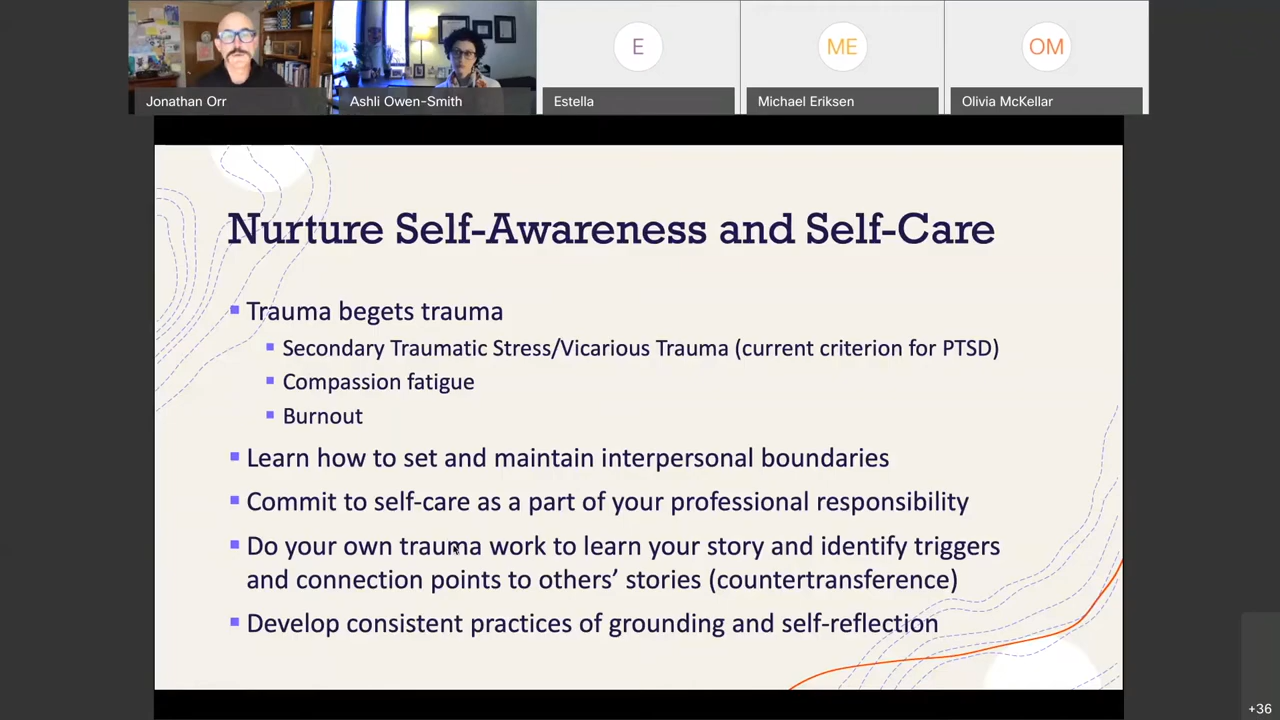 E
ME
OM
Jonathan Orr
Ashli Owen-Smith
Estella
Michael Eriksen
Olivia McKellar
Nurture Self-Awareness and Self-Care
Trauma begets trauma
Secondary Traumatic Stress/Vicarious Trauma (current criterion for PTSD)
Compassion fatigue
Burnout
Learn how to set and maintain interpersonal boundaries
Commit to self-care as a part of your professional responsibility
Do your own trauma work to learn your story and identify triggers
and connection points to others’ stories (countertransference)
Develop consistent practices of grounding and self-reflection
+36